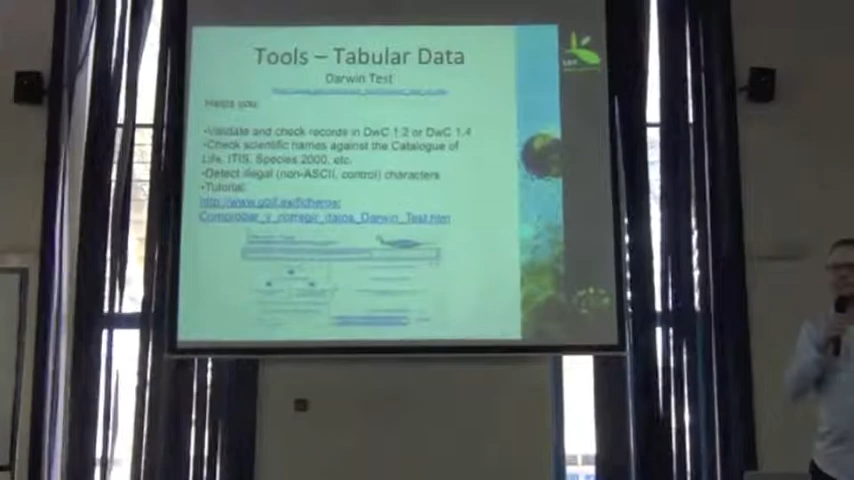 Tools – Tabular Data
Darwin Test
Helps you:
•Validate and check records in DwC 1.2 or DwC 1.4
•Check scientific names against the Catalogue of
Life, ITIS, Species 2000, etc.
•Detect illegal (non-ASCII, control) characters
•Tutorial:
http://www.gbif.es/ficheros/
Comprobar_y_corregir_datos_Darwin_Test.htm